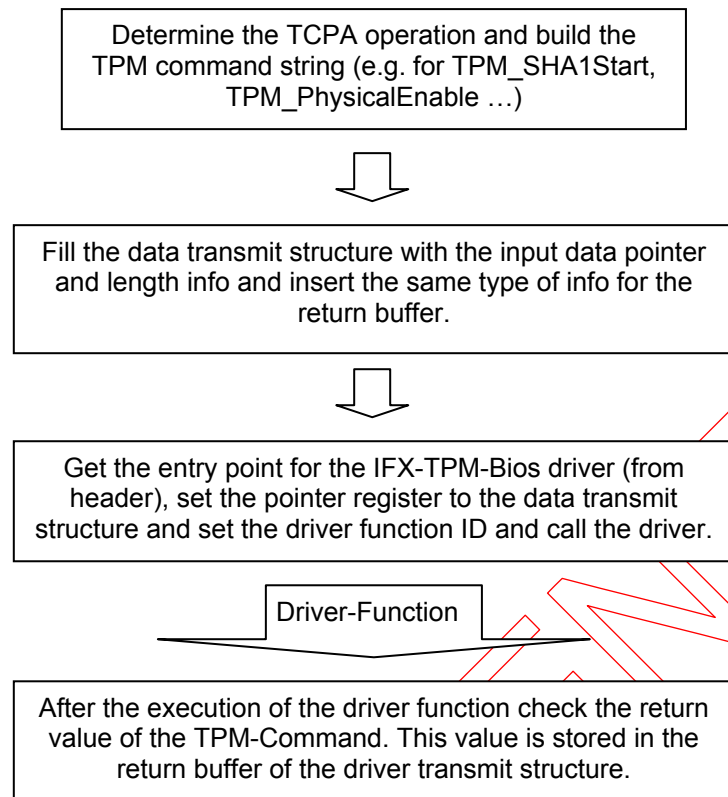 Determine the TCPA operation and build the
TPM command string (e.g. for TPM_SHA1Start,
TPM_PhysicalEnable …)
Fill the data transmit structure with the input data pointer
and length info and insert the same type of info for the
return buffer.
Get the entry point for the IFX-TPM-Bios driver (from
header), set the pointer register to the data transmit
structure and set the driver function ID and call the driver.
Driver-Function
After the execution of the driver function check the return
value of the TPM-Command. This value is stored in the
return buffer of the driver transmit structure.